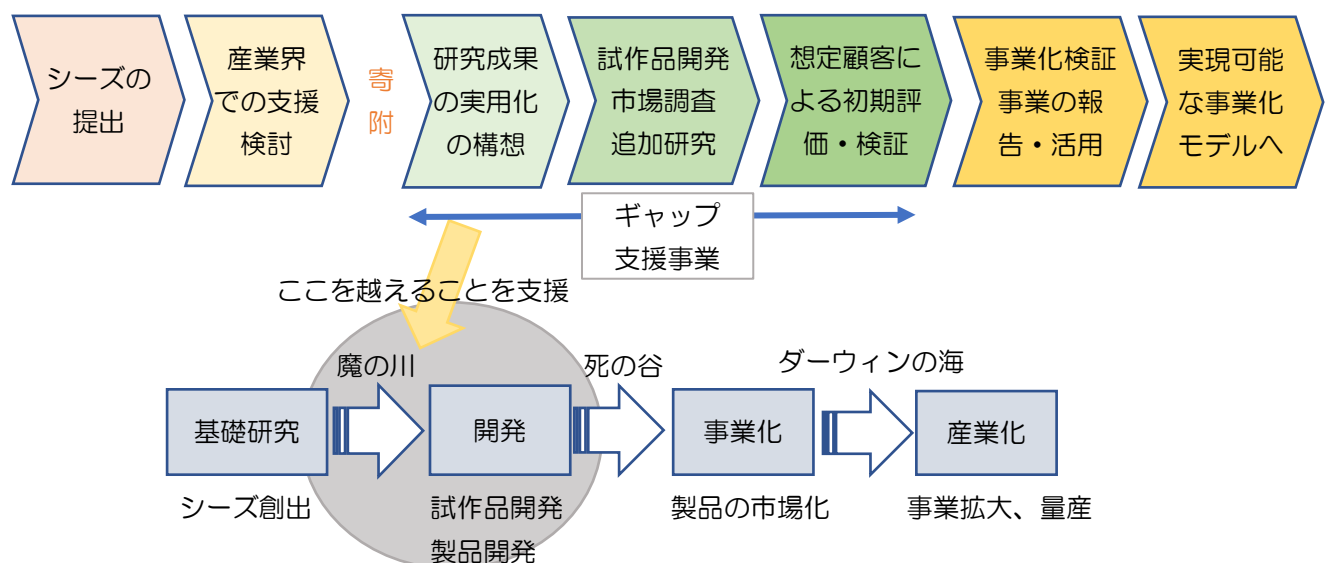 シーズの
提出
産業界
での支援
検討
寄
附
研究成果
の実用化
の構想
試作品開発
市場調査
追加研究
想定顧客に
よる初期評
価・検証
事業化検証
事業の報
告・活用
実現可能
な事業化
モデルへ
ギャップ
支援事業
ここを越えることを支援
魔の川
死の谷
ダーウィンの海
基礎研究
開発
事業化
産業化
シーズ創出
試作品開発
製品開発
製品の市場化
事業拡大、量産